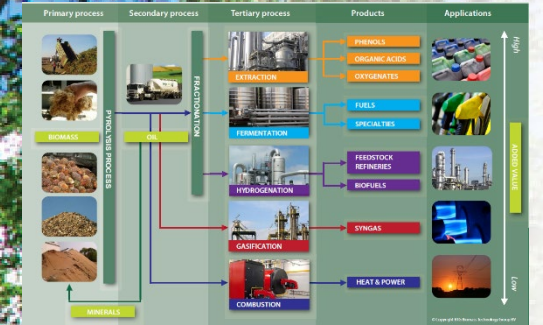 Primary process
Secondary process
Tertiary process
Products
Applications
BIOMASS
PYROLYSIS PROCESS
OIL
FRACTIONATION
EXTRACTION
FERMENTATION
HYDROGENATION
GASIFICATION
COMBUSTION
PHENOLS
ORGANIC ACIDS
OXYGENATES
FUELS
SPECIALTIES
FEEDSTOCK
REFINERIES
BIOFUELS
SYNGAS
HEAT & POWER
High
ADDED VALUE
Low
MINERALS